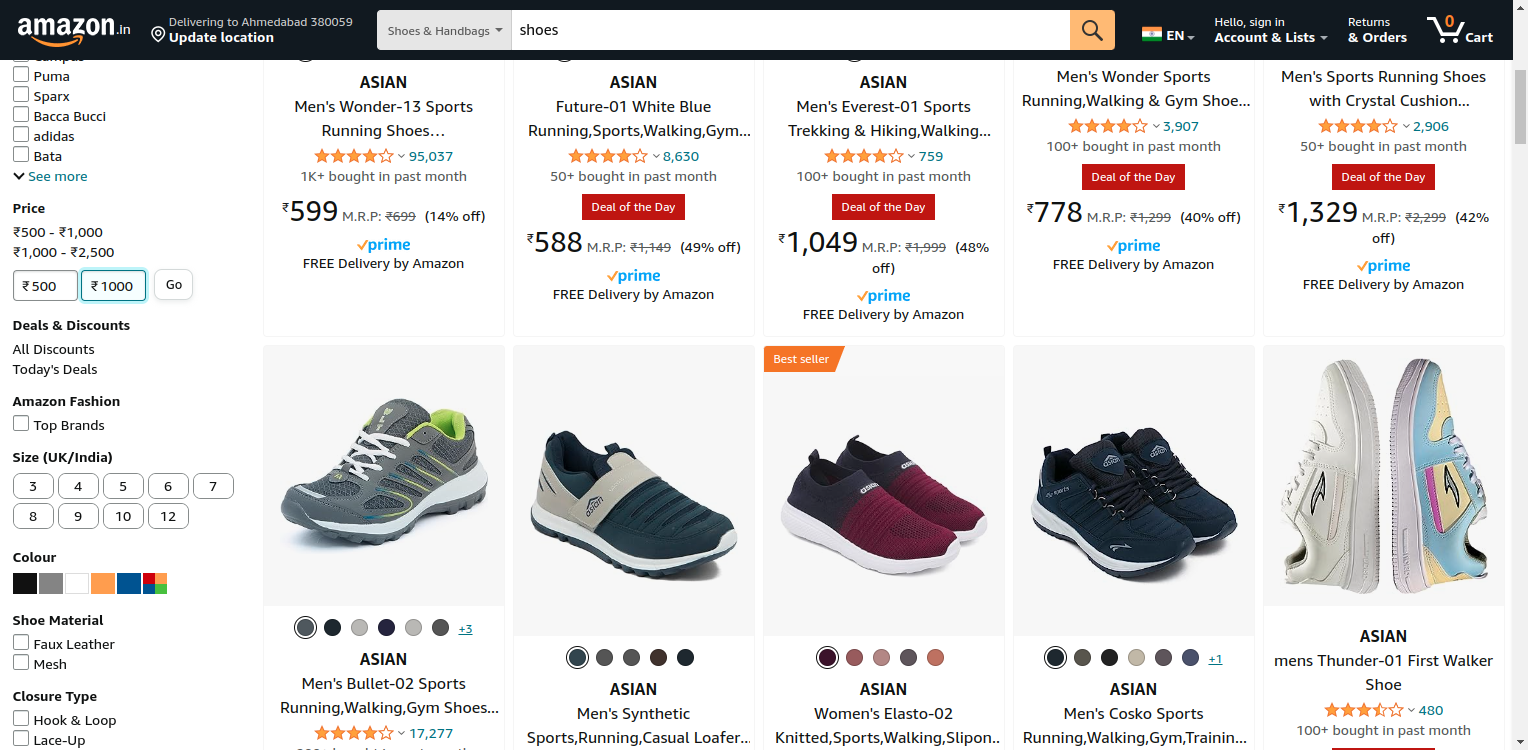 amazon.in
Delivering to Ahmedabad 380059
Update location
Shoes & Handbags
shoes
EN
Hello, sign in
Account & Lists
Returns
& Orders
0
Cart
Campus
Puma
Sparx
Bacca Bucci
adidas
Bata
See more
Price
₹500 - ₹1,000
₹1,000 - ₹2,500
₹ 500
₹ 1000
Go
Deals & Discounts
All Discounts
Today's Deals
Amazon Fashion
Top Brands
Size (UK/India)
3 4 5 6 7
8 9 10 12
Colour
Shoe Material
Faux Leather
Mesh
Closure Type
Hook & Loop
Lace-Up
ASIAN
Men's Wonder-13 Sports
Running Shoes…
95,037
1K+ bought in past month
₹599 M.R.P: ₹699 (14% off)
prime
FREE Delivery by Amazon
ASIAN
Future-01 White Blue
Running,Sports,Walking,Gym...
8,630
50+ bought in past month
Deal of the Day
₹588 M.R.P: ₹1,149 (49% off)
prime
FREE Delivery by Amazon
ASIAN
Men's Everest-01 Sports
Trekking & Hiking,Walking...
759
100+ bought in past month
Deal of the Day
₹1,049 M.R.P: ₹1,999 (48%
off)
prime
FREE Delivery by Amazon
Men's Wonder Sports
Running,Walking & Gym Shoe...
3,907
100+ bought in past month
Deal of the Day
₹778 M.R.P: ₹1,299 (40% off)
prime
FREE Delivery by Amazon
Men's Sports Running Shoes
with Crystal Cushion...
2,906
50+ bought in past month
Deal of the Day
₹1,329 M.R.P: ₹2,299 (42%
off)
prime
FREE Delivery by Amazon
+3
ASIAN
Men's Bullet-02 Sports
Running,Walking,Gym Shoes...
17,277
asian
ASIAN
Men's Synthetic
Sports,Running,Casual Loafer...
Best seller
asian
asian
ASIAN
Women's Elasto-02
Knitted,Sports,Walking,Slipon...
asian
asian
+1
ASIAN
Men's Cosko Sports
Running,Walking,Gym,Trainin...
ASIAN
mens Thunder-01 First Walker
Shoe
480
100+ bought in past month